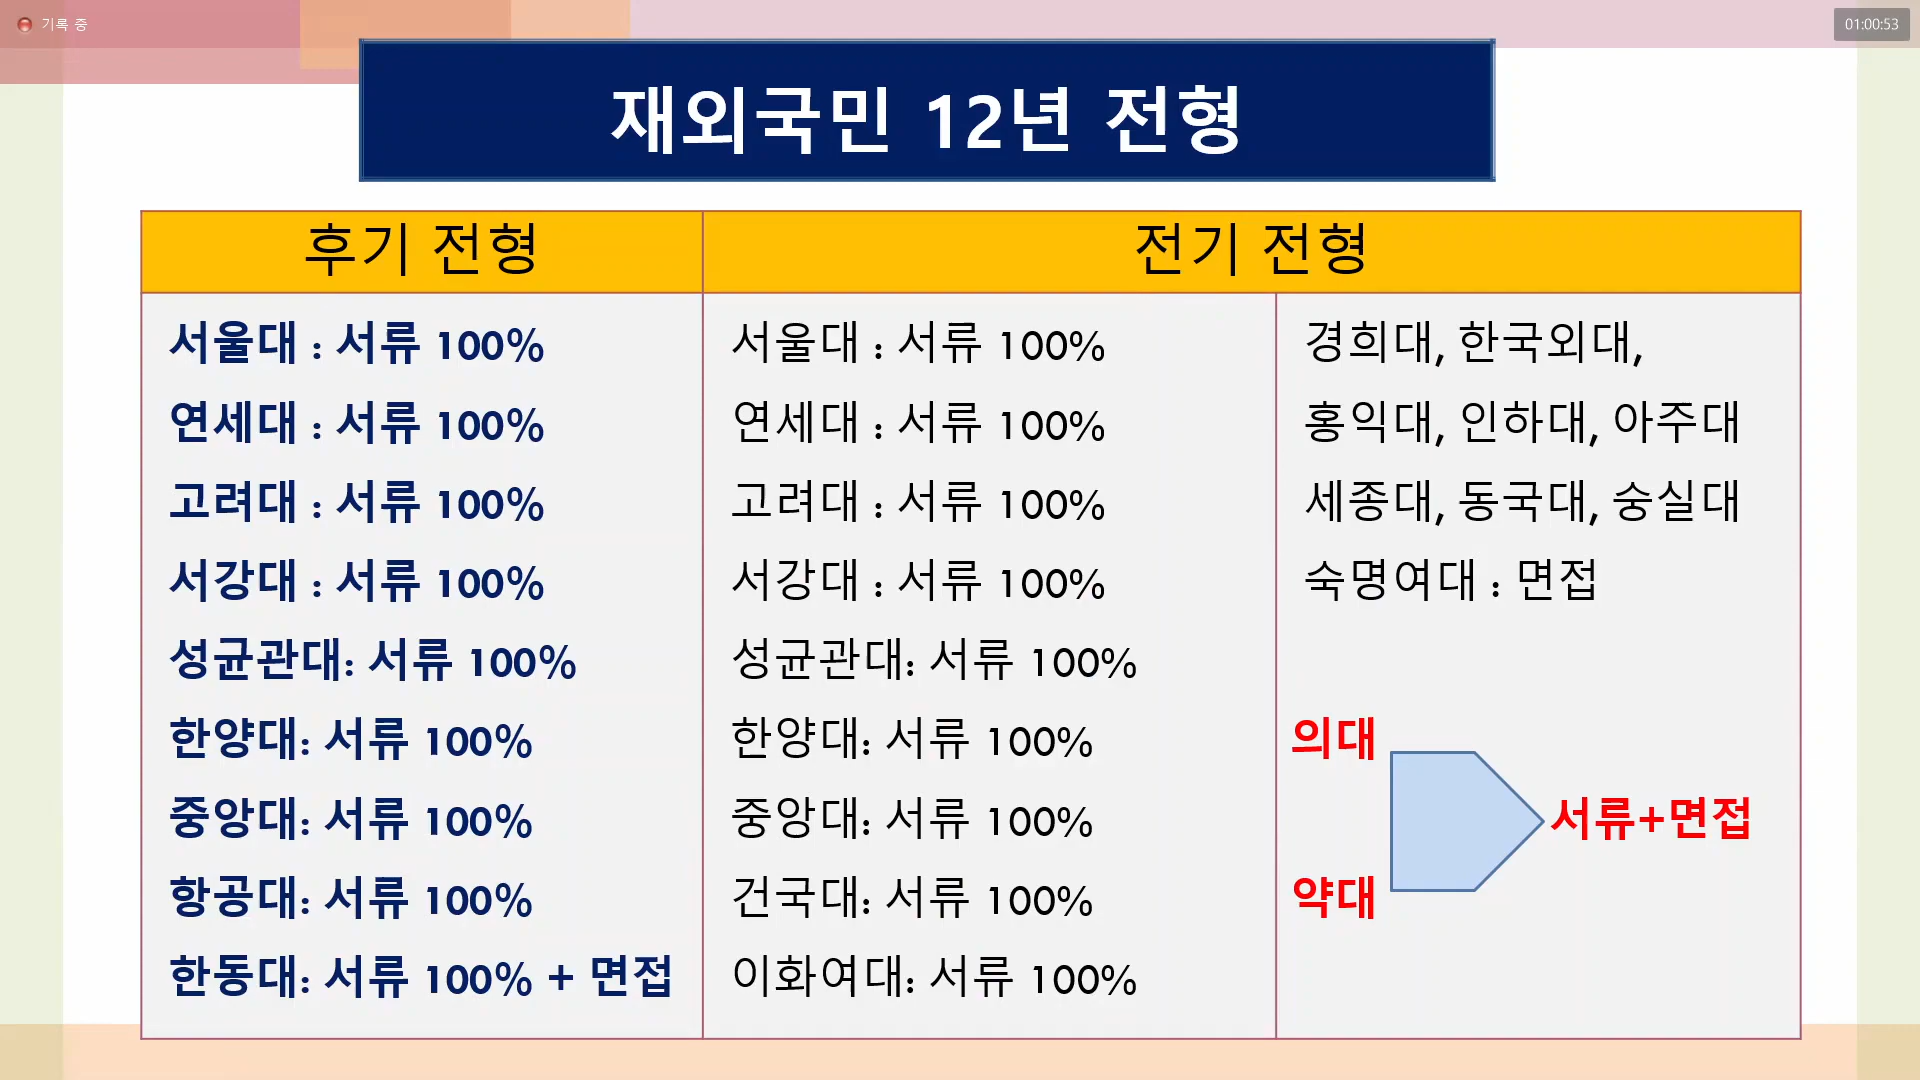 기록 중
01:00:53
재외국민 12년 전형
후기 전형
전기 전형
서울대 : 서류 100%
연세대 : 서류 100%
고려대 : 서류 100%
서강대 : 서류 100%
성균관대: 서류 100%
한양대: 서류 100%
중앙대: 서류 100%
항공대: 서류 100%
한동대: 서류 100% + 면접
서울대 : 서류 100%
연세대 : 서류 100%
고려대 : 서류 100%
서강대 : 서류 100%
성균관대: 서류 100%
한양대: 서류 100%
중앙대: 서류 100%
건국대: 서류 100%
이화여대: 서류 100%
경희대, 한국외대,
홍익대, 인하대, 아주대
세종대, 동국대, 숭실대
숙명여대 : 면접
의대
서류+면접
약대